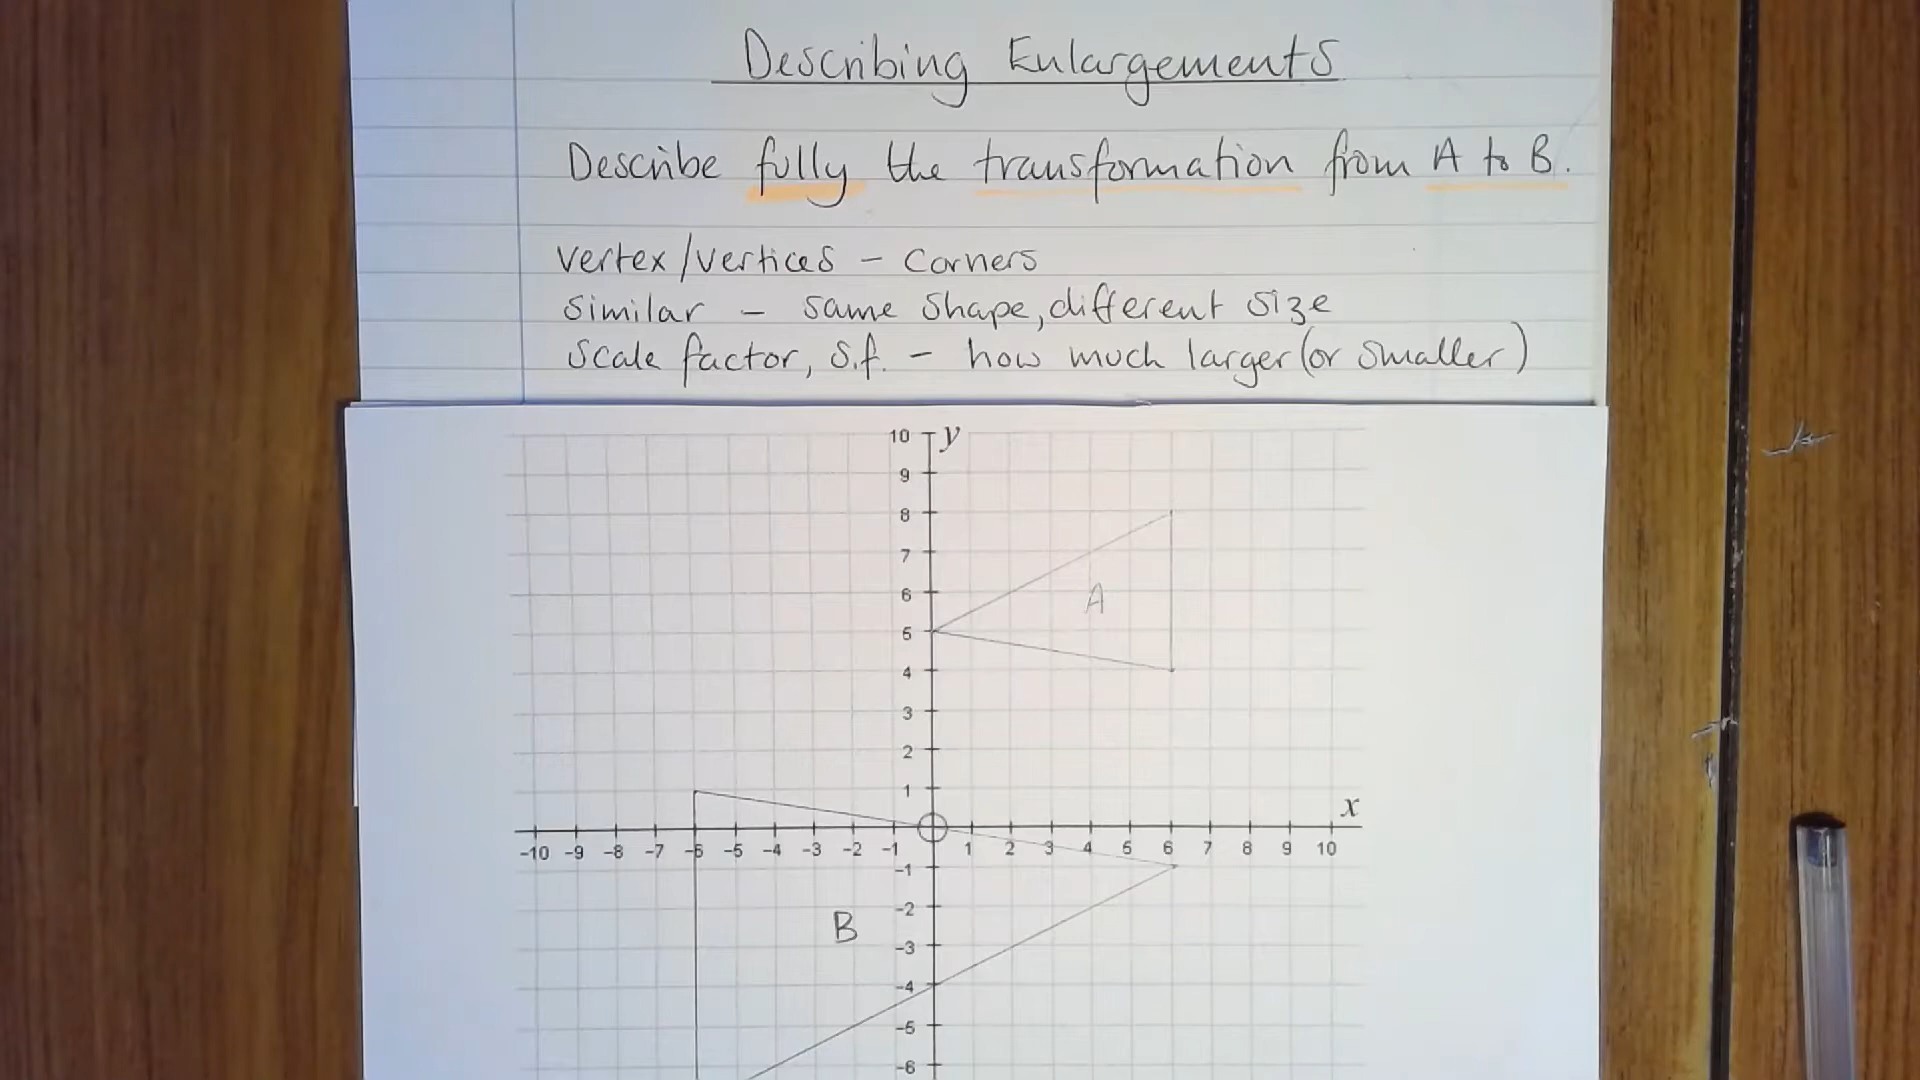 Describing Enlargements
Describe fully the transformation from A to B.
vertex/vertices - corners
similar - same shape, different size
scale factor, s.f. - how much larger (or smaller)
10 y
9
8
7
6 A
5
4
3
2
1 x
-10 -9 -8 -7 -6 -5 -4 -3 -2 -1 1 2 3 4 5 6 7 8 9 10
-1
-2
B
-3
-4
-5
-6